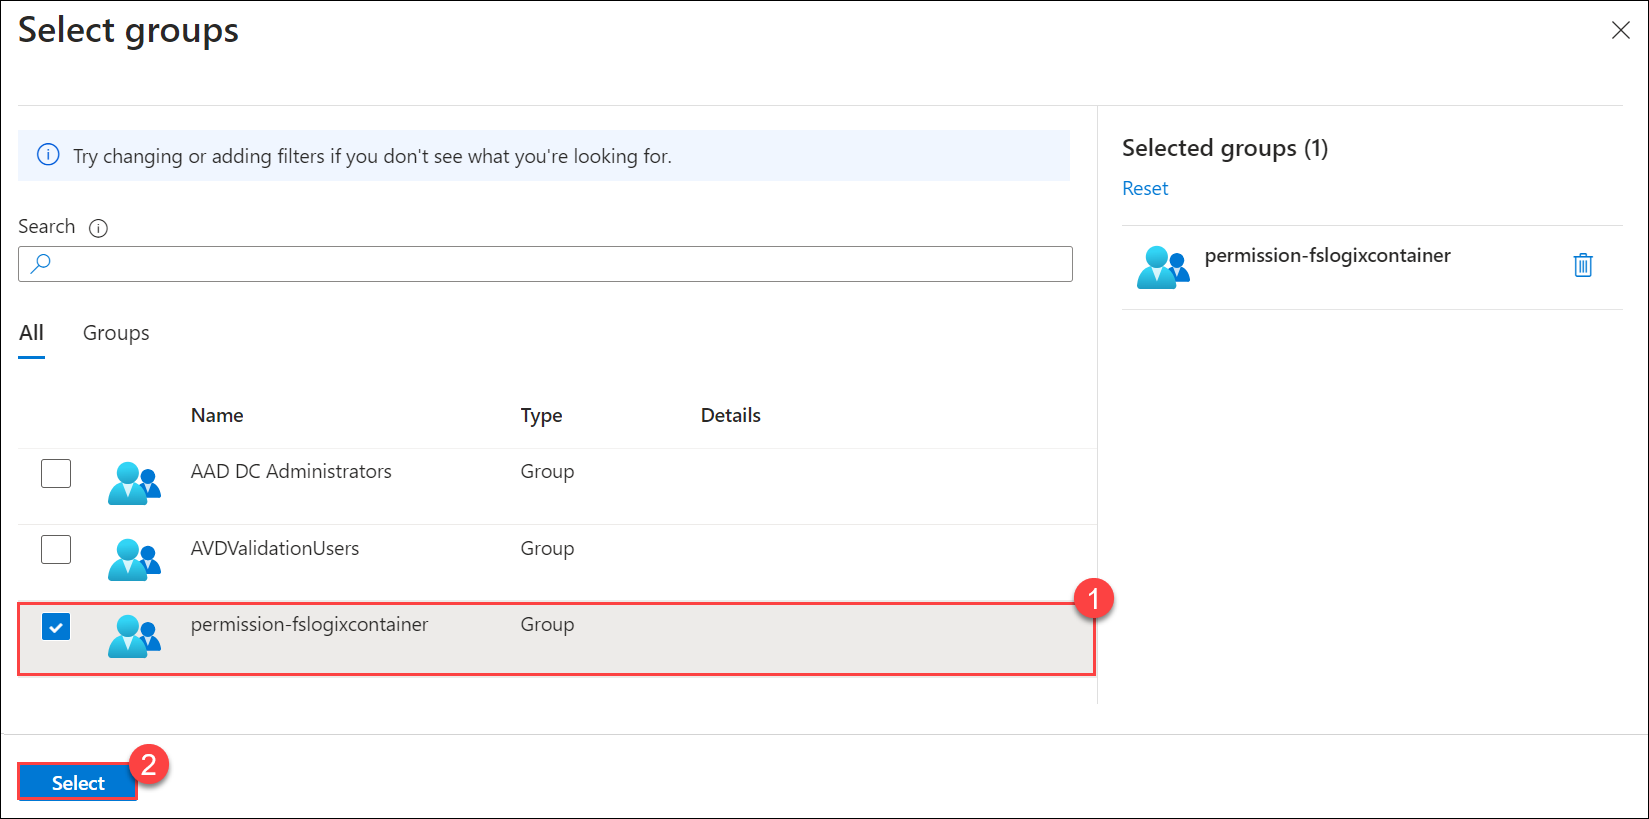 Select groups
Try changing or adding filters if you don't see what you're looking for.
Search
All Groups
Name Type Details
AAD DC Administrators Group
AVDValidationUsers Group
permission-fslogixcontainer Group
1
Select
2
Selected groups (1)
Reset
permission-fslogixcontainer